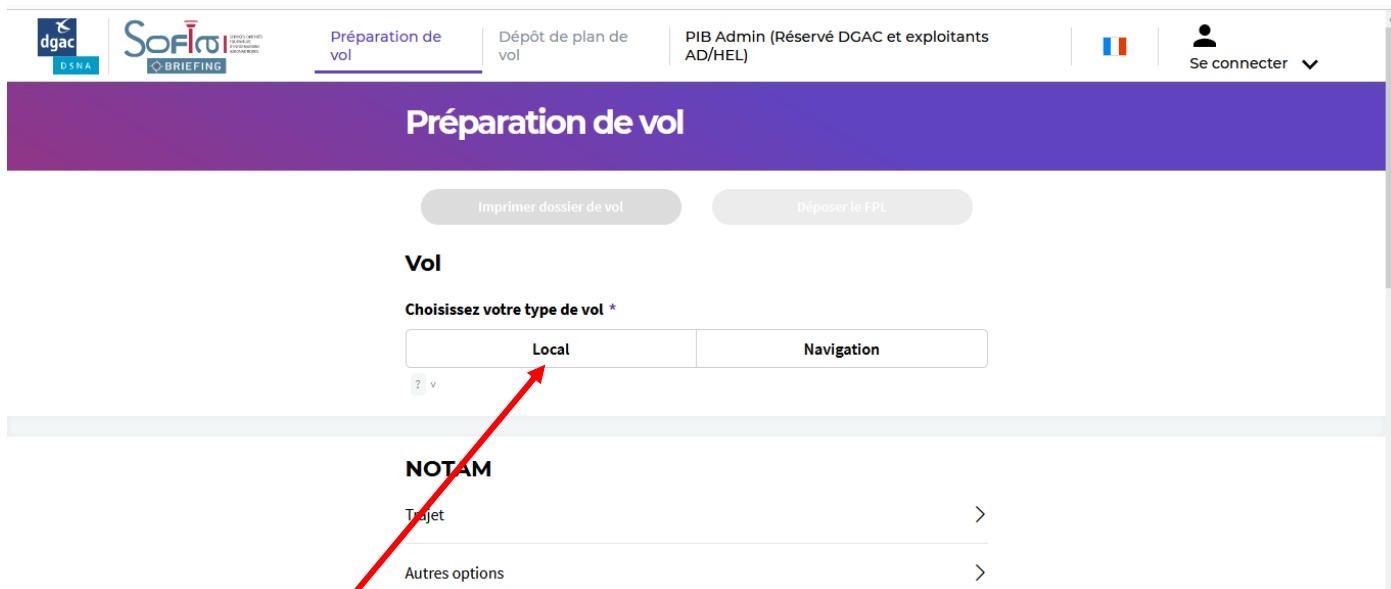 dgac
DSNA
SOFIA
BRIEFING
Préparation de
vol
Dépôt de plan de
vol
PIB Admin (Réservé DGAC et exploitants
AD/HEL)
Se connecter
Préparation de vol
Imprimer dossier de vol
Déposer le FPL
Vol
Choisissez votre type de vol *
Local
Navigation
? v
NOTAM
Trajet
Autres options